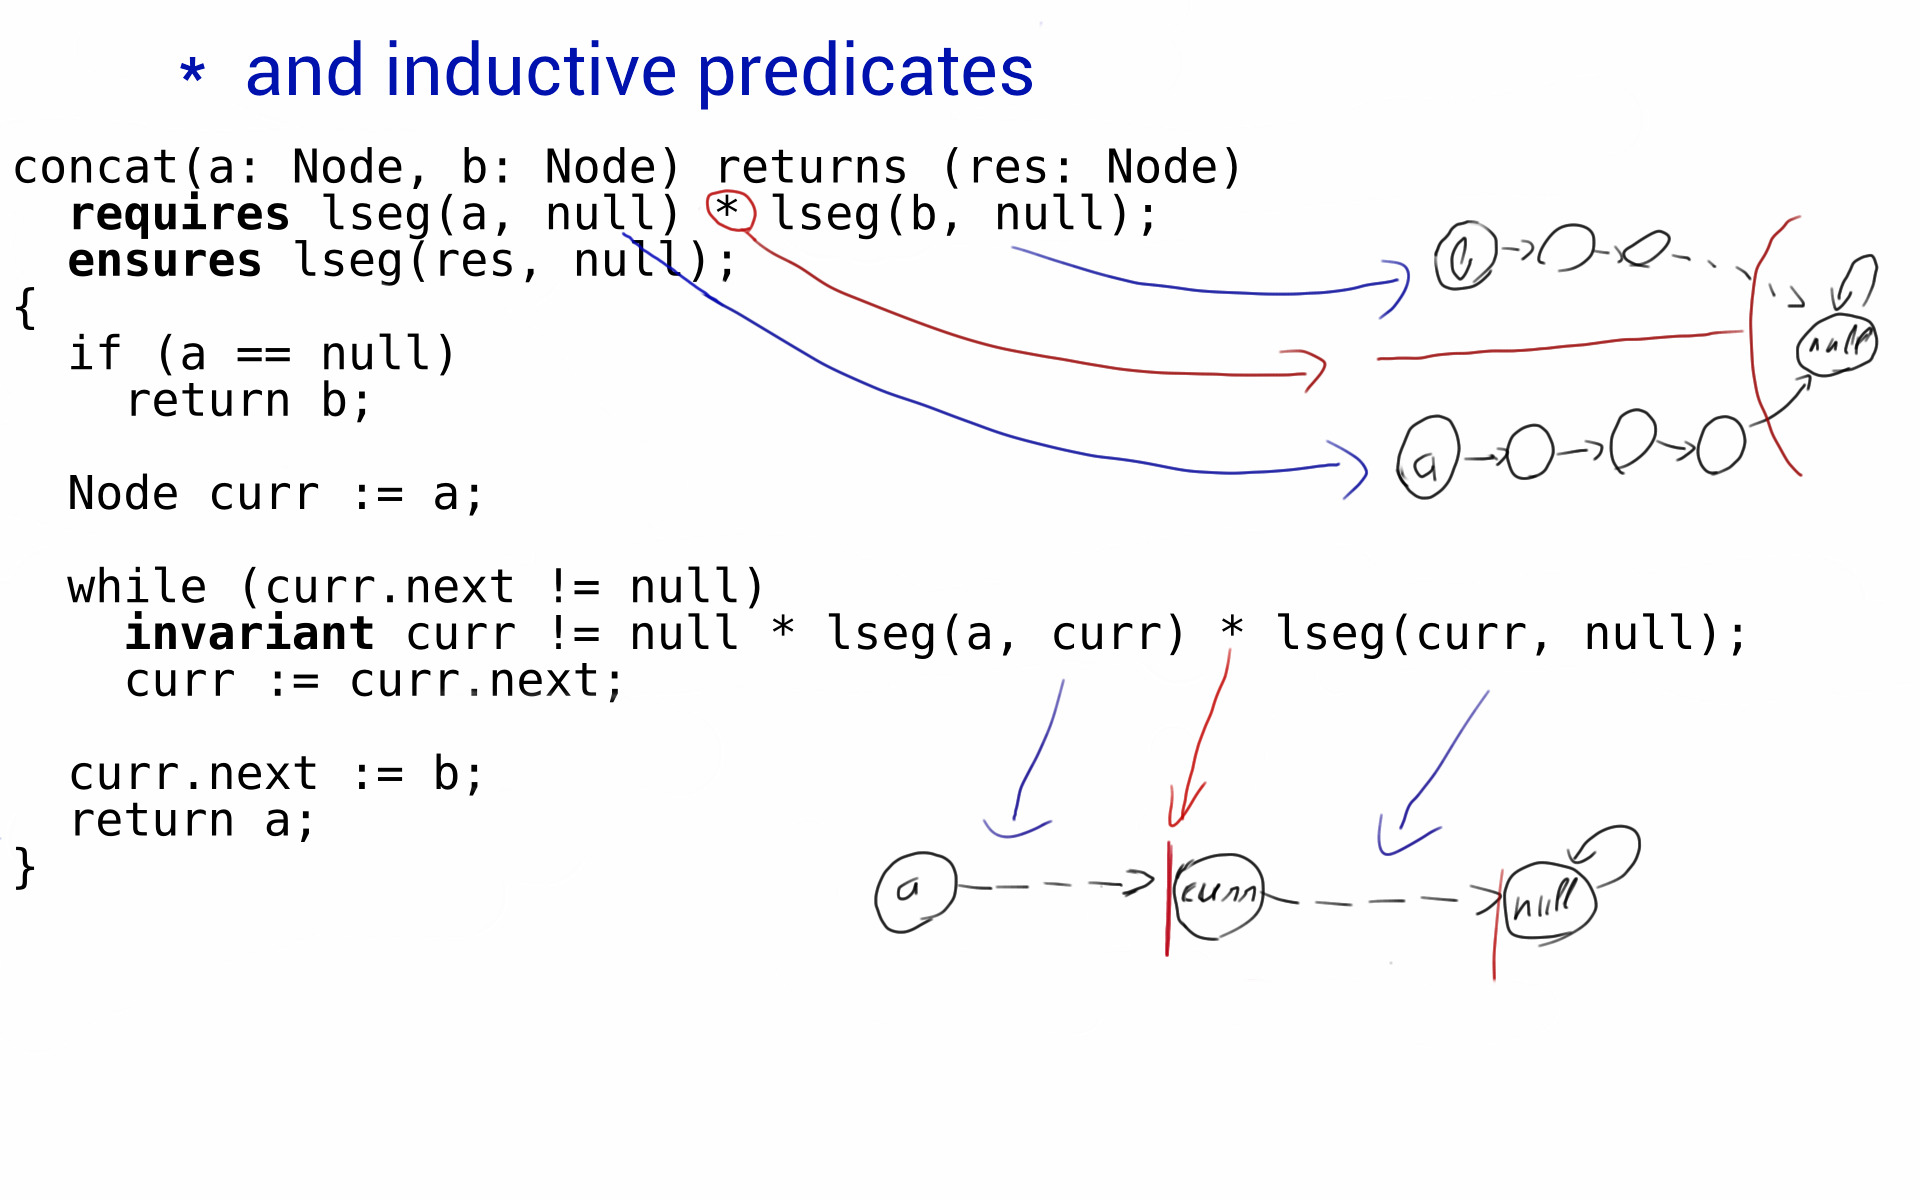 * and inductive predicates
concat(a: Node, b: Node) returns (res: Node)
requires lseg(a, null) * lseg(b, null);
ensures lseg(res, null);
{
if (a == null)
return b;
Node curr := a;
while (curr.next != null)
invariant curr != null * lseg(a, curr) * lseg(curr, null);
curr := curr.next;
curr.next := b;
return a;
}
null
a
a curr null